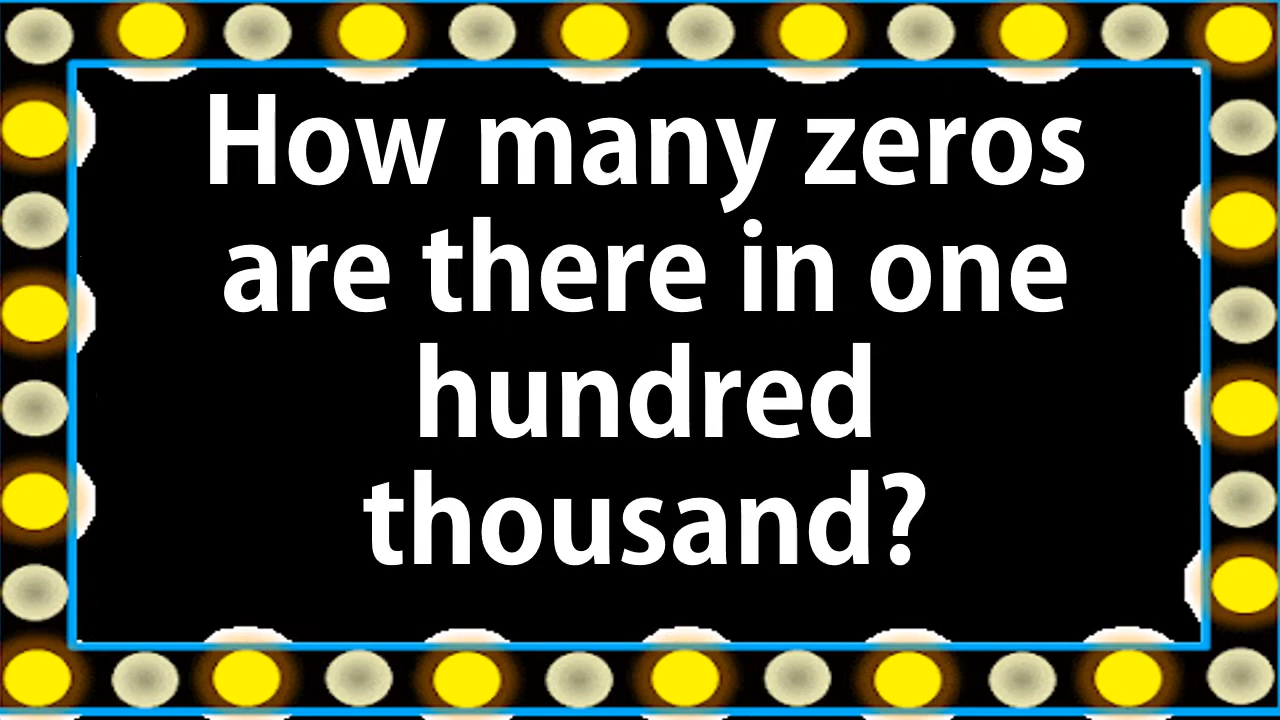 How many zeros
are there in one
hundred
thousand?